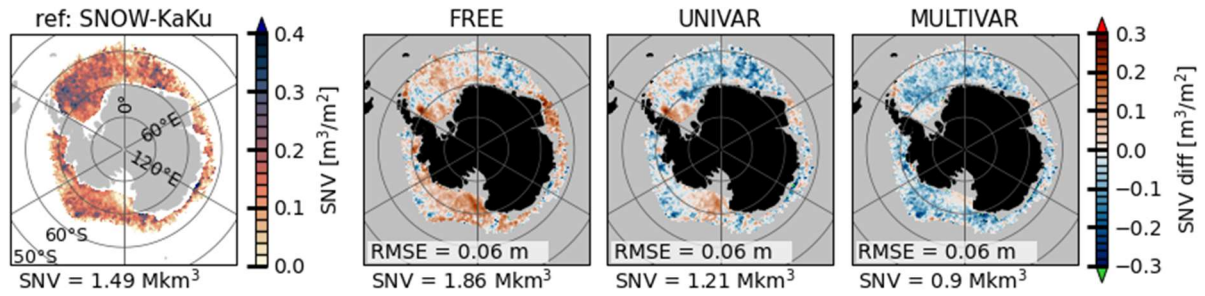 ref: SNOW-KaKu
FREE
UNIVAR
MULTIVAR
0.4
0.3
0.2
0.1
0.0
SNV [m³/m²]
0°
60°E
120°E
60°S
50°S
SNV = 1.49 Mkm³
RMSE = 0.06 m
SNV = 1.86 Mkm³
RMSE = 0.06 m
SNV = 1.21 Mkm³
RMSE = 0.06 m
SNV = 0.9 Mkm³
0.3
0.2
0.1
0.0
−0.1
−0.2
−0.3
SNV diff [m³/m²]